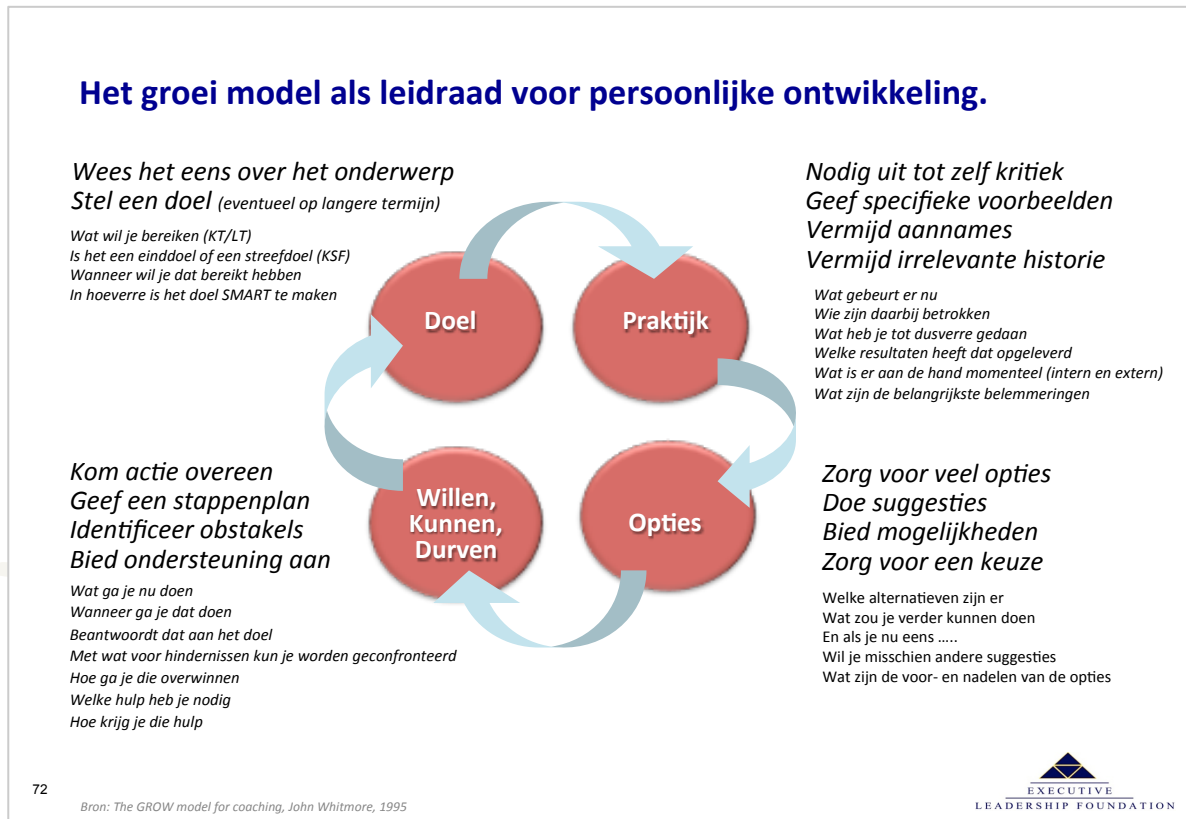 Het groei model als leidraad voor persoonlijke ontwikkeling.
Wees het eens over het onderwerp
Stel een doel (eventueel op langere termijn)
Wat wil je bereiken (KT/LT)
Is het een einddoel of een streefdoel (KSF)
Wanneer wil je dat bereikt hebben
In hoeverre is het doel SMART te maken
Doel
Praktijk
Nodig uit tot zelf kritiek
Geef specifieke voorbeelden
Vermijd aannames
Vermijd irrelevante historie
Wat gebeurt er nu
Wie zijn daarbij betrokken
Wat heb je tot dusverre gedaan
Welke resultaten heeft dat opgeleverd
Wat is er aan de hand momenteel (intern en extern)
Wat zijn de belangrijkste belemmeringen
Kom actie overeen
Geef een stappenplan
Identificeer obstakels
Bied ondersteuning aan
Wat ga je nu doen
Wanneer ga je dat doen
Beantwoordt dat aan het doel
Met wat voor hindernissen kun je worden geconfronteerd
Hoe ga je die overwinnen
Welke hulp heb je nodig
Hoe krijg je die hulp
Willen,
Kunnen,
Durven
Opties
Zorg voor veel opties
Doe suggesties
Bied mogelijkheden
Zorg voor een keuze
Welke alternatieven zijn er
Wat zou je verder kunnen doen
En als je nu eens …..
Wil je misschien andere suggesties
Wat zijn de voor- en nadelen van de opties
72
Bron: The GROW model for coaching, John Whitmore, 1995
EXECUTIVE
LEADERSHIP FOUNDATION